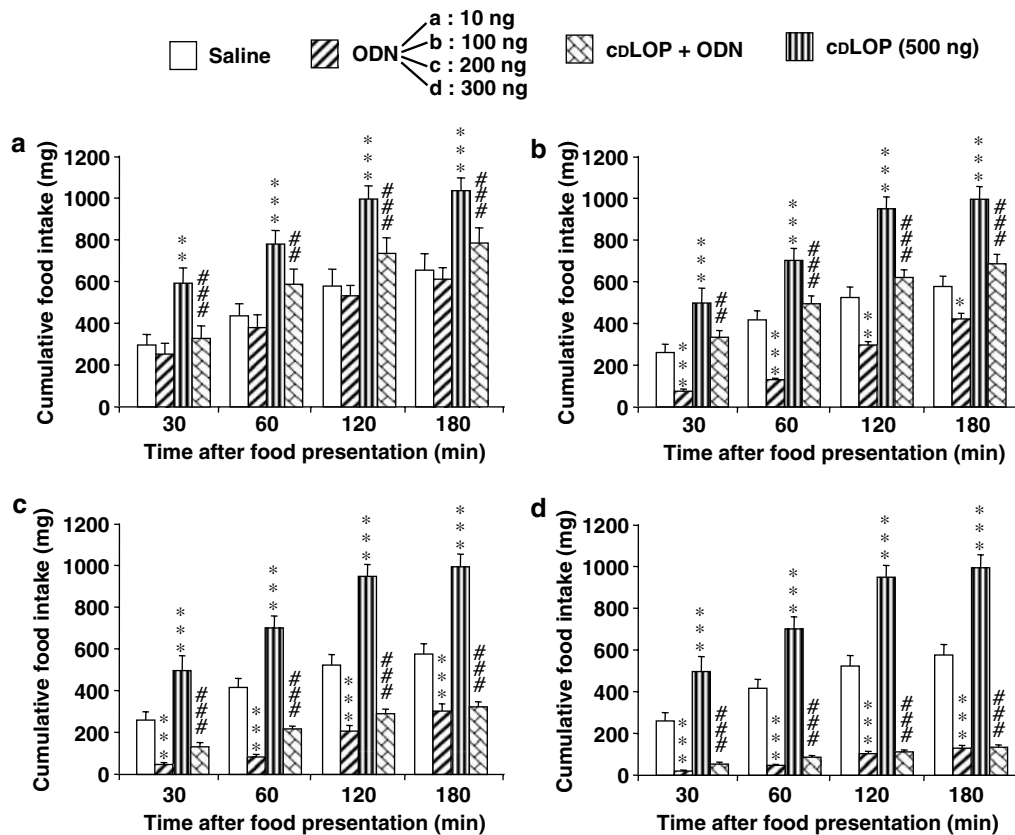 a : 10 ng
b : 100 ng
c : 200 ng
d : 300 ng
Saline
ODN
cDLOP + ODN
cDLOP (500 ng)
a
Cumulative food intake (mg)
1200
1000
800
600
400
200
0
** *** *** ***
### ## ### ###
30 60 120 180
Time after food presentation (min)
b
Cumulative food intake (mg)
1200
1000
800
600
400
200
0
*** *** ## *** *** ### ** *** ### * *** ###
30 60 120 180
Time after food presentation (min)
c
Cumulative food intake (mg)
1200
1000
800
600
400
200
0
*** *** ### *** *** ### *** *** ### *** *** ###
30 60 120 180
Time after food presentation (min)
d
Cumulative food intake (mg)
1200
1000
800
600
400
200
0
*** *** ### *** *** ### *** *** ### *** *** ###
30 60 120 180
Time after food presentation (min)